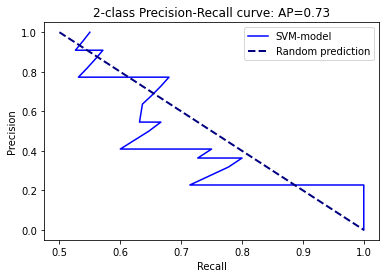 2-class Precision-Recall curve: AP=0.73
SVM-model
Random prediction
1.0
0.8
0.6
0.4
0.2
0.0
Precision
0.5 0.6 0.7 0.8 0.9 1.0
Recall